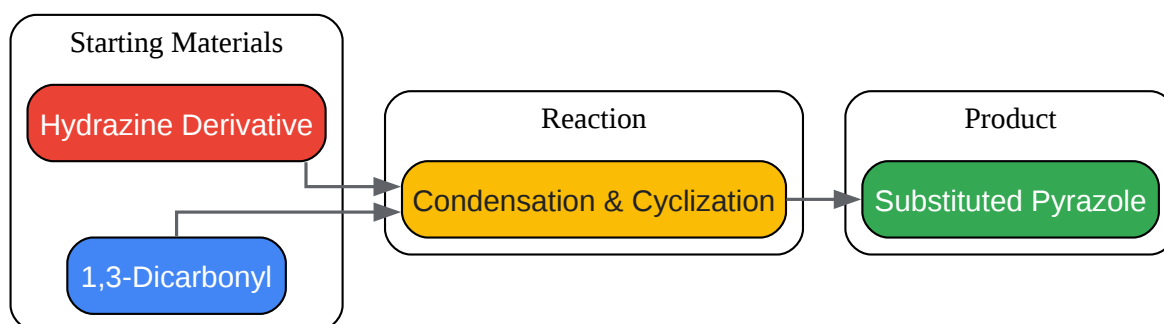 Starting Materials
Hydrazine Derivative
1,3-Dicarbonyl
Reaction
Condensation & Cyclization
Product
Substituted Pyrazole